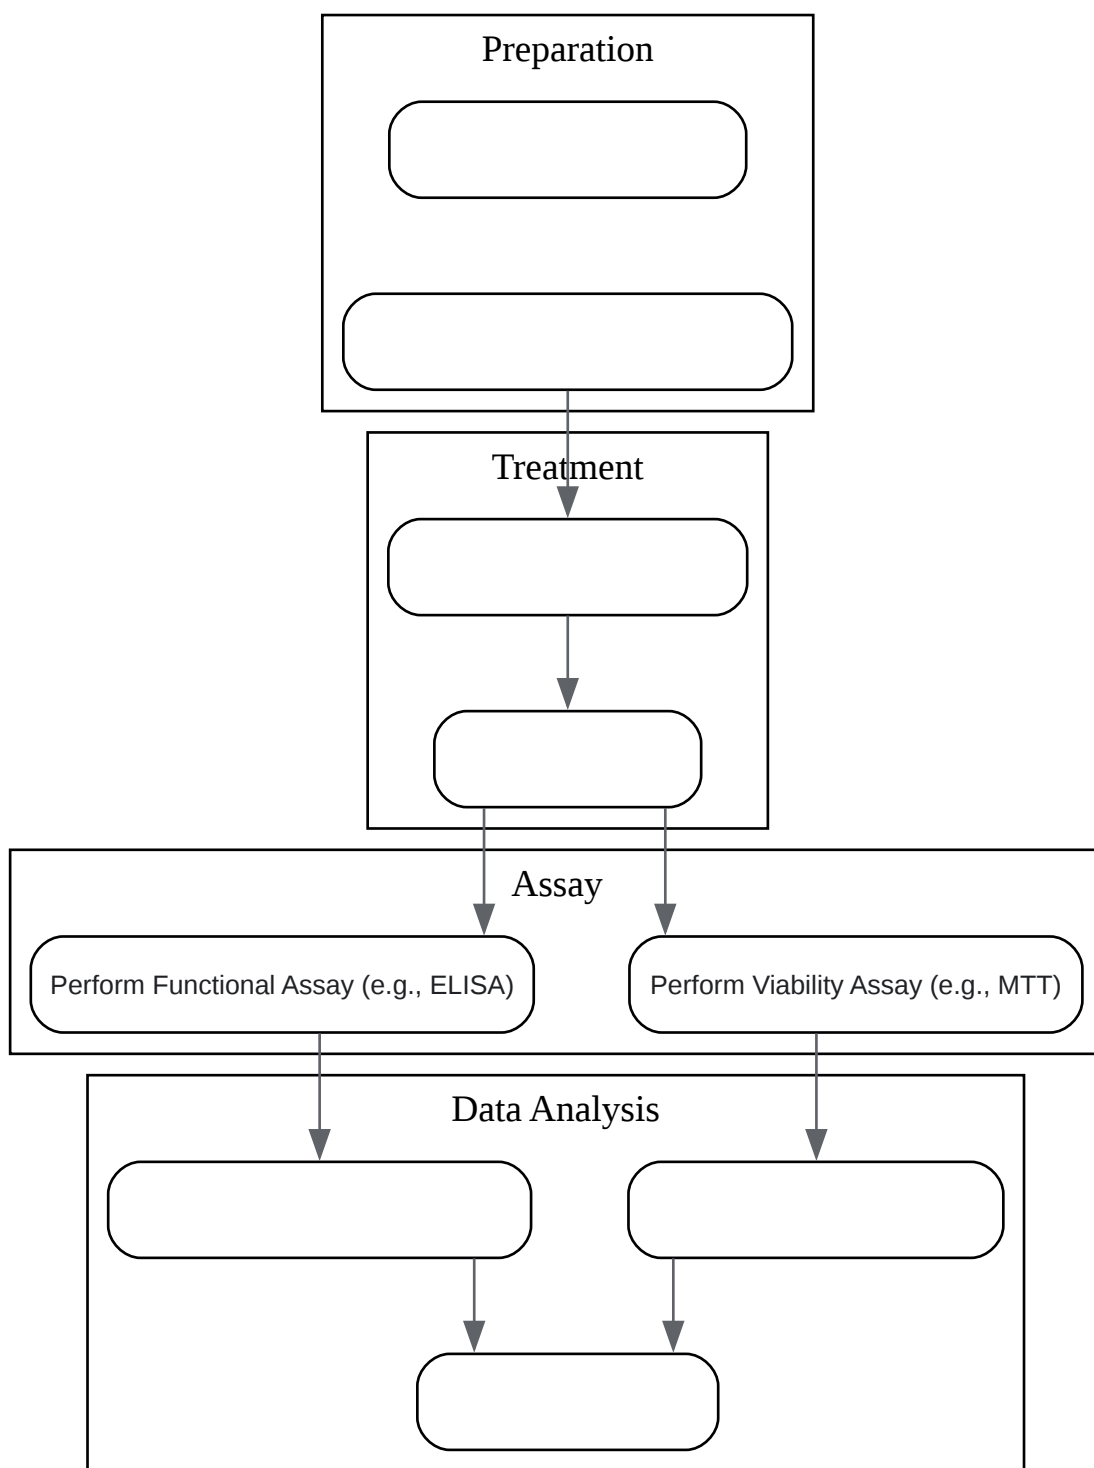 Preparation
Treatment
Assay
Perform Functional Assay (e.g., ELISA)
Perform Viability Assay (e.g., MTT)
Data Analysis